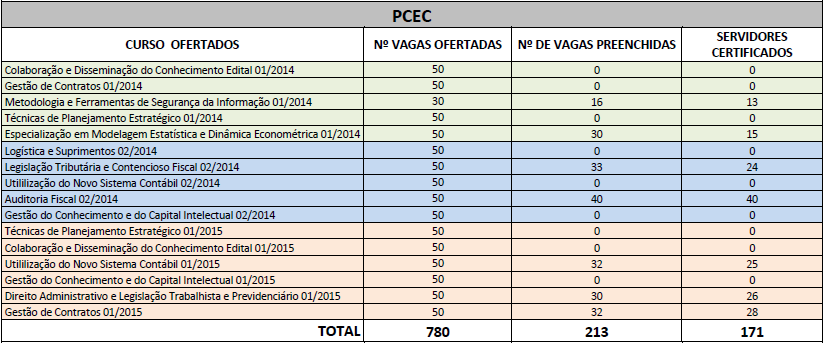 PCEC
CURSO OFERTADOS Nº VAGAS OFERTADAS Nº DE VAGAS PREENCHIDAS SERVIDORES CERTIFICADOS
Colaboração e Disseminação do Conhecimento Edital 01/2014 50 0 0
Gestão de Contratos 01/2014 50 0 0
Metodologia e Ferramentas de Segurança da Informação 01/2014 30 16 13
Técnicas de Planejamento Estratégico 01/2014 50 0 0
Especialização em Modelagem Estatística e Dinâmica Econométrica 01/2014 50 30 15
Logística e Suprimentos 02/2014 50 0 0
Legislação Tributária e Contencioso Fiscal 02/2014 50 33 24
Utililização do Novo Sistema Contábil 02/2014 50 0 0
Auditoria Fiscal 02/2014 50 40 40
Gestão do Conhecimento e do Capital Intelectual 02/2014 50 0 0
Técnicas de Planejamento Estratégico 01/2015 50 0 0
Colaboração e Disseminação do Conhecimento Edital 01/2015 50 0 0
Utililização do Novo Sistema Contábil 01/2015 50 32 25
Gestão do Conhecimento e do Capital Intelectual 01/2015 50 0 0
Direito Administrativo e Legislação Trabalhista e Previdenciário 01/2015 50 30 26
Gestão de Contratos 01/2015 50 32 28
TOTAL 780 213 171